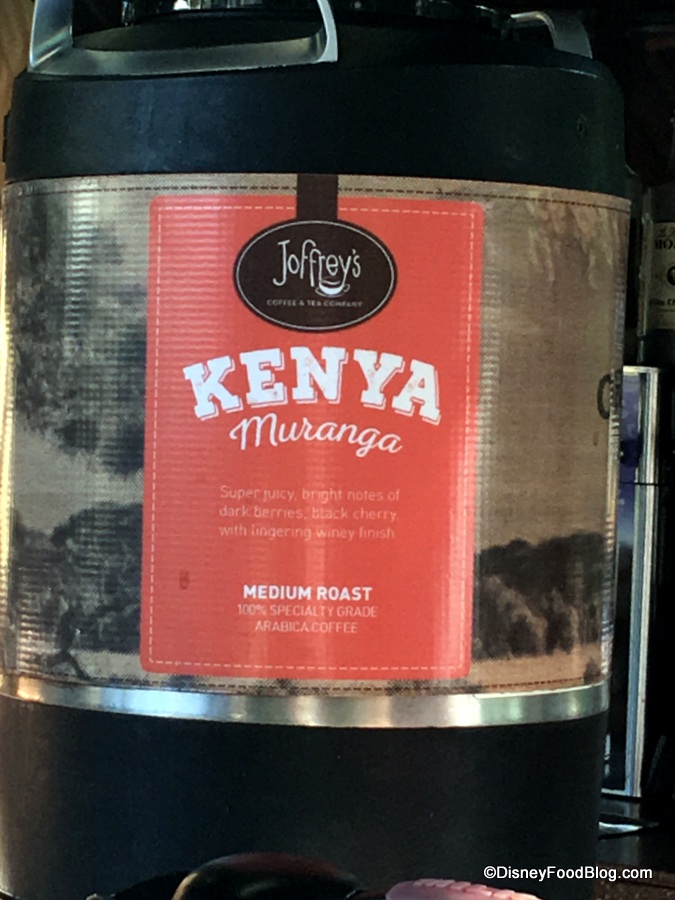 Joffrey's
COFFEE & TEA COMPANY
KENYA
Muranga
Super juicy, bright notes of
dark berries, black cherry
with lingering winey finish
MEDIUM ROAST
100% SPECIALTY GRADE
ARABICA COFFEE
©DisneyFoodBlog.com